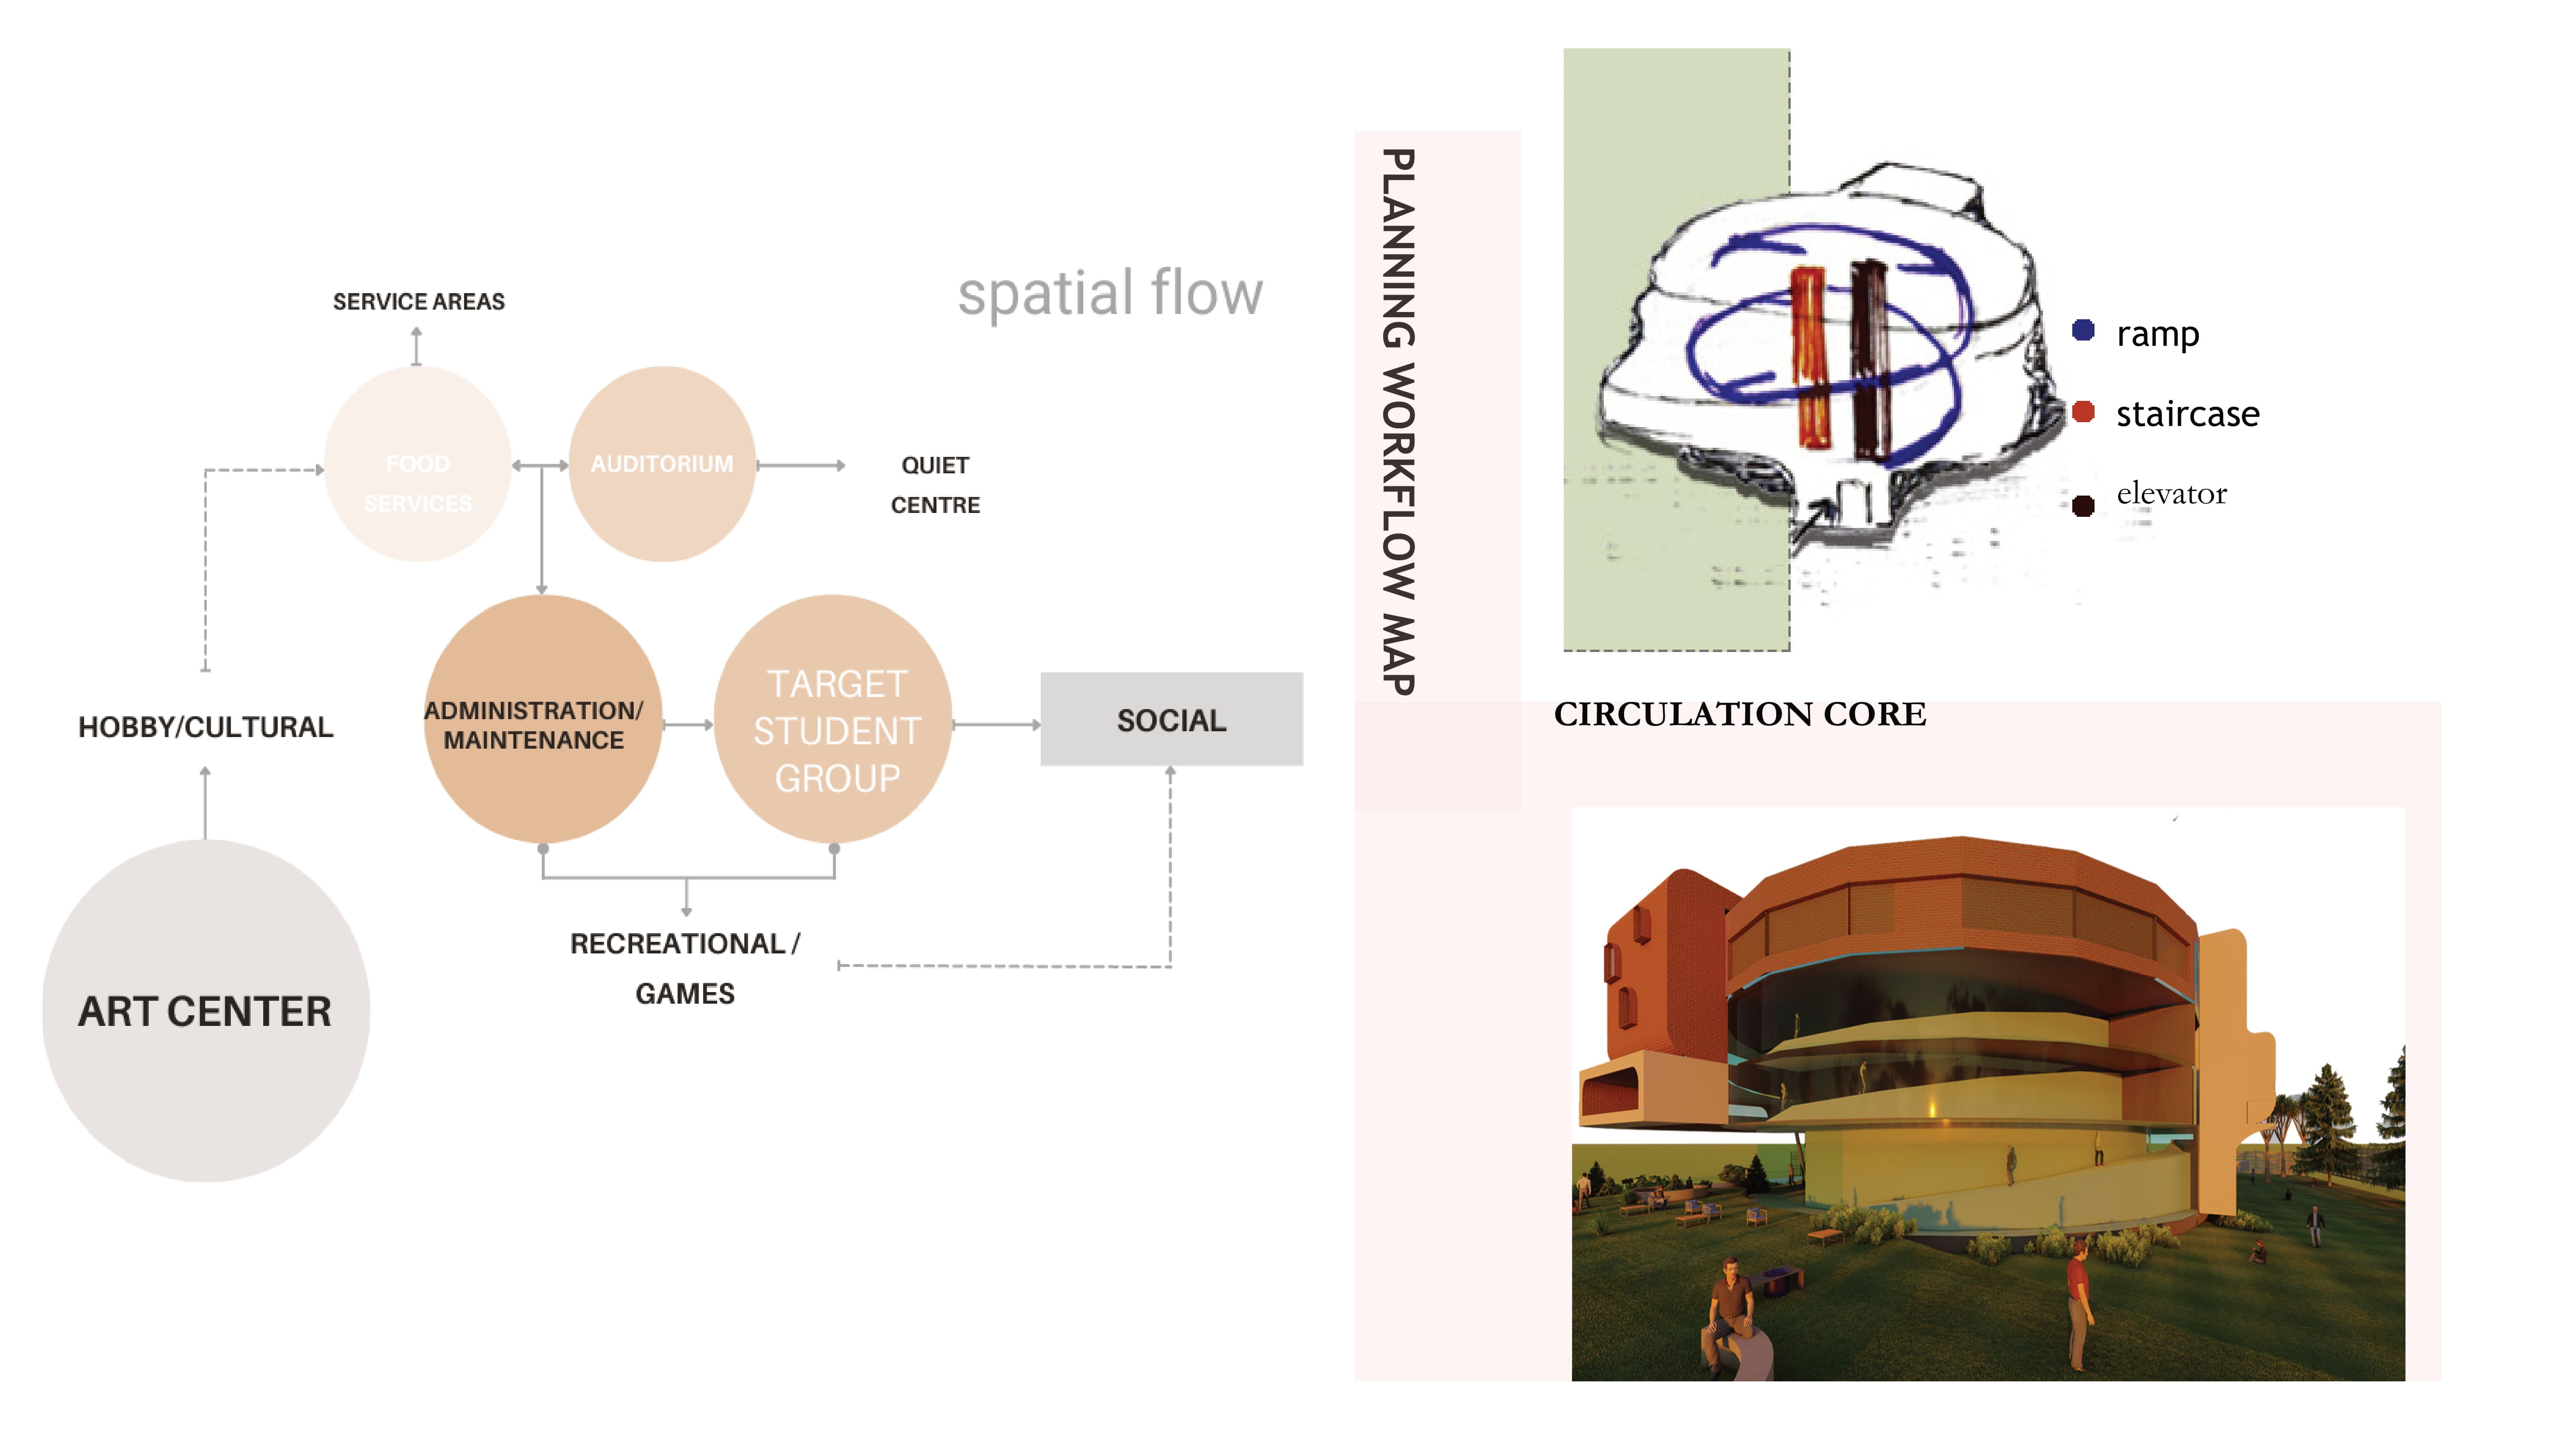 spatial flow
SERVICE AREAS
FOOD
SERVICES
AUDITORIUM
QUIET
CENTRE
HOBBY/CULTURAL
ADMINISTRATION/
MAINTENANCE
TARGET
STUDENT
GROUP
SOCIAL
RECREATIONAL /
GAMES
ART CENTER
PLANNING WORKFLOW MAP
ramp
staircase
elevator
CIRCULATION CORE